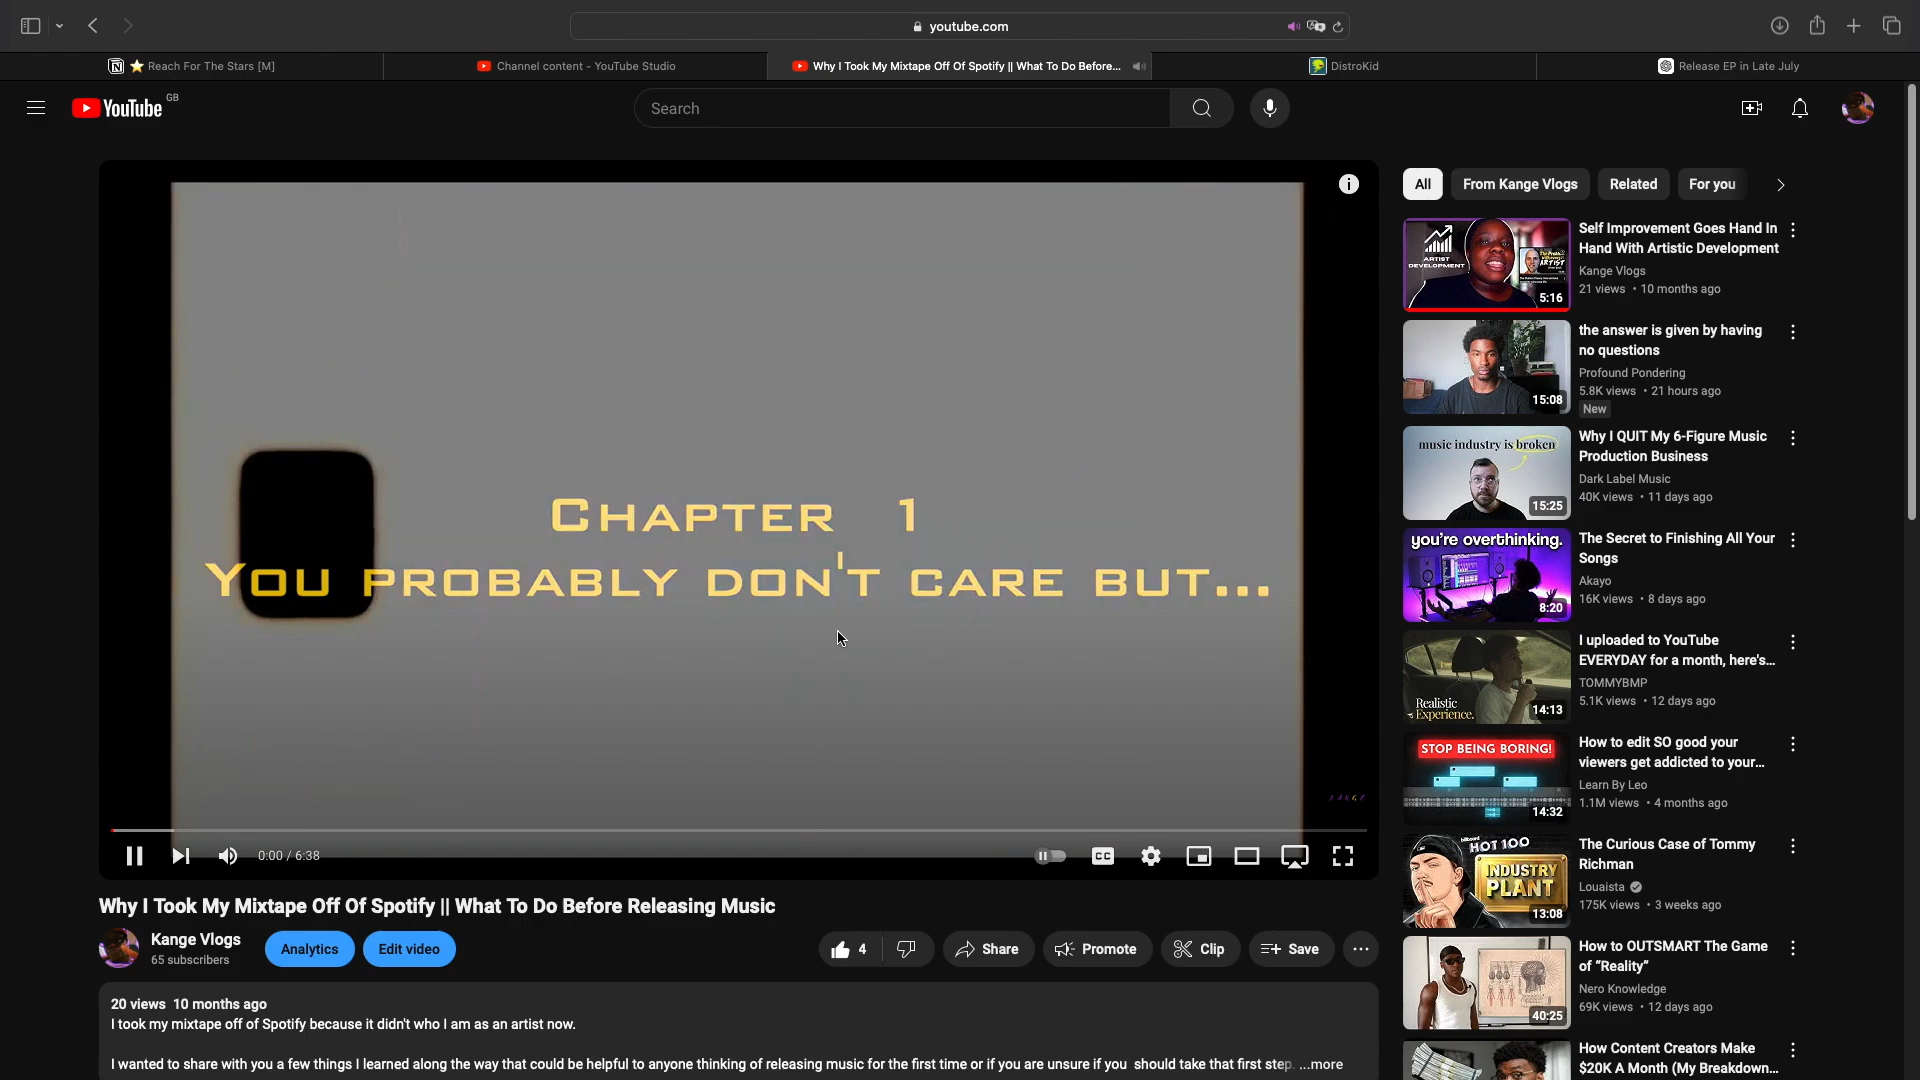 youtube.com
Reach For The Stars [M]
Channel content - YouTube Studio
Why I Took My Mixtape Off Of Spotify || What To Do Before...
DistroKid
Release EP in Late July
YouTube GB
Search
All
From Kange Vlogs
Related
For you
Chapter 1
You probably don't care but...
0:00 / 6:38
CC
Why I Took My Mixtape Off Of Spotify || What To Do Before Releasing Music
Kange Vlogs
65 subscribers
Analytics
Edit video
4
Share
Promote
Clip
Save
20 views 10 months ago
I took my mixtape off of Spotify because it didn't who I am as an artist now.
I wanted to share with you a few things I learned along the way that could be helpful to anyone thinking of releasing music for the first time or if you are unsure if you should take that first step. ...more
ARTIST
DEVELOPMENT
5:16
Self Improvement Goes Hand In
Hand With Artistic Development
Kange Vlogs
21 views • 10 months ago
15:08
the answer is given by having
no questions
Profound Pondering
5.8K views • 21 hours ago
New
music industry is broken
15:25
Why I QUIT My 6-Figure Music
Production Business
Dark Label Music
40K views • 11 days ago
you're overthinking.
8:20
The Secret to Finishing All Your
Songs
Akayo
16K views • 8 days ago
Realistic
Experience.
14:13
I uploaded to YouTube
EVERYDAY for a month, here's...
TOMMYBMP
5.1K views • 12 days ago
STOP BEING BORING!
14:32
How to edit SO good your
viewers get addicted to your...
Learn By Leo
1.1M views • 4 months ago
billboard
HOT 100
INDUSTRY
PLANT
13:08
The Curious Case of Tommy
Richman
Louaista
175K views • 3 weeks ago
40:25
How to OUTSMART The Game
of “Reality”
Nero Knowledge
69K views • 12 days ago
How Content Creators Make
$20K A Month (My Breakdown...